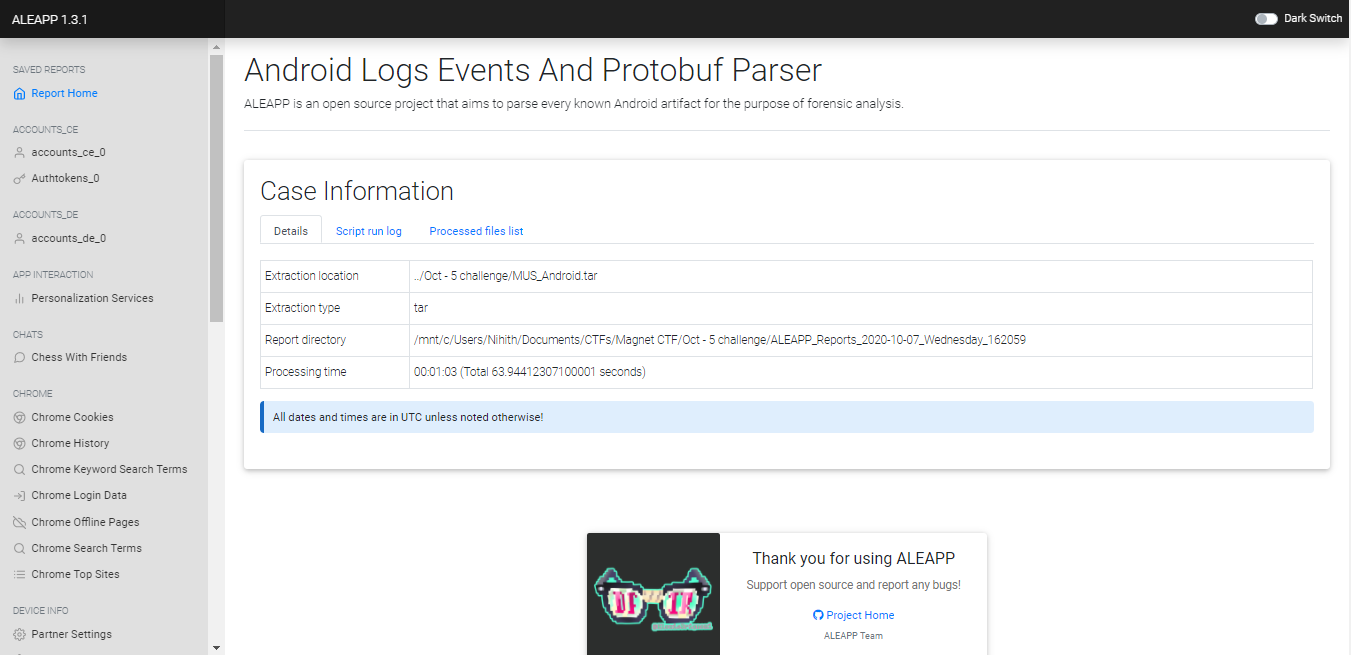 ALEAPP 1.3.1
Dark Switch
SAVED REPORTS
Report Home
ACCOUNTS_CE
accounts_ce_0
Authtokens_0
ACCOUNTS_DE
accounts_de_0
APP INTERACTION
Personalization Services
CHATS
Chess With Friends
CHROME
Chrome Cookies
Chrome History
Chrome Keyword Search Terms
Chrome Login Data
Chrome Offline Pages
Chrome Search Terms
Chrome Top Sites
DEVICE INFO
Partner Settings
Android Logs Events And Protobuf Parser
ALEAPP is an open source project that aims to parse every known Android artifact for the purpose of forensic analysis.
Case Information
Details Script run log Processed files list
Extraction location ../Oct - 5 challenge/MUS_Android.tar
Extraction type tar
Report directory /mnt/c/Users/Nihith/Documents/CTFs/Magnet CTF/Oct - 5 challenge/ALEAPP_Reports_2020-10-07_Wednesday_162059
Processing time 00:01:03 (Total 63.94412307100001 seconds)
All dates and times are in UTC unless noted otherwise!
DF IR
Thank you for using ALEAPP
Support open source and report any bugs!
Project Home
ALEAPP Team